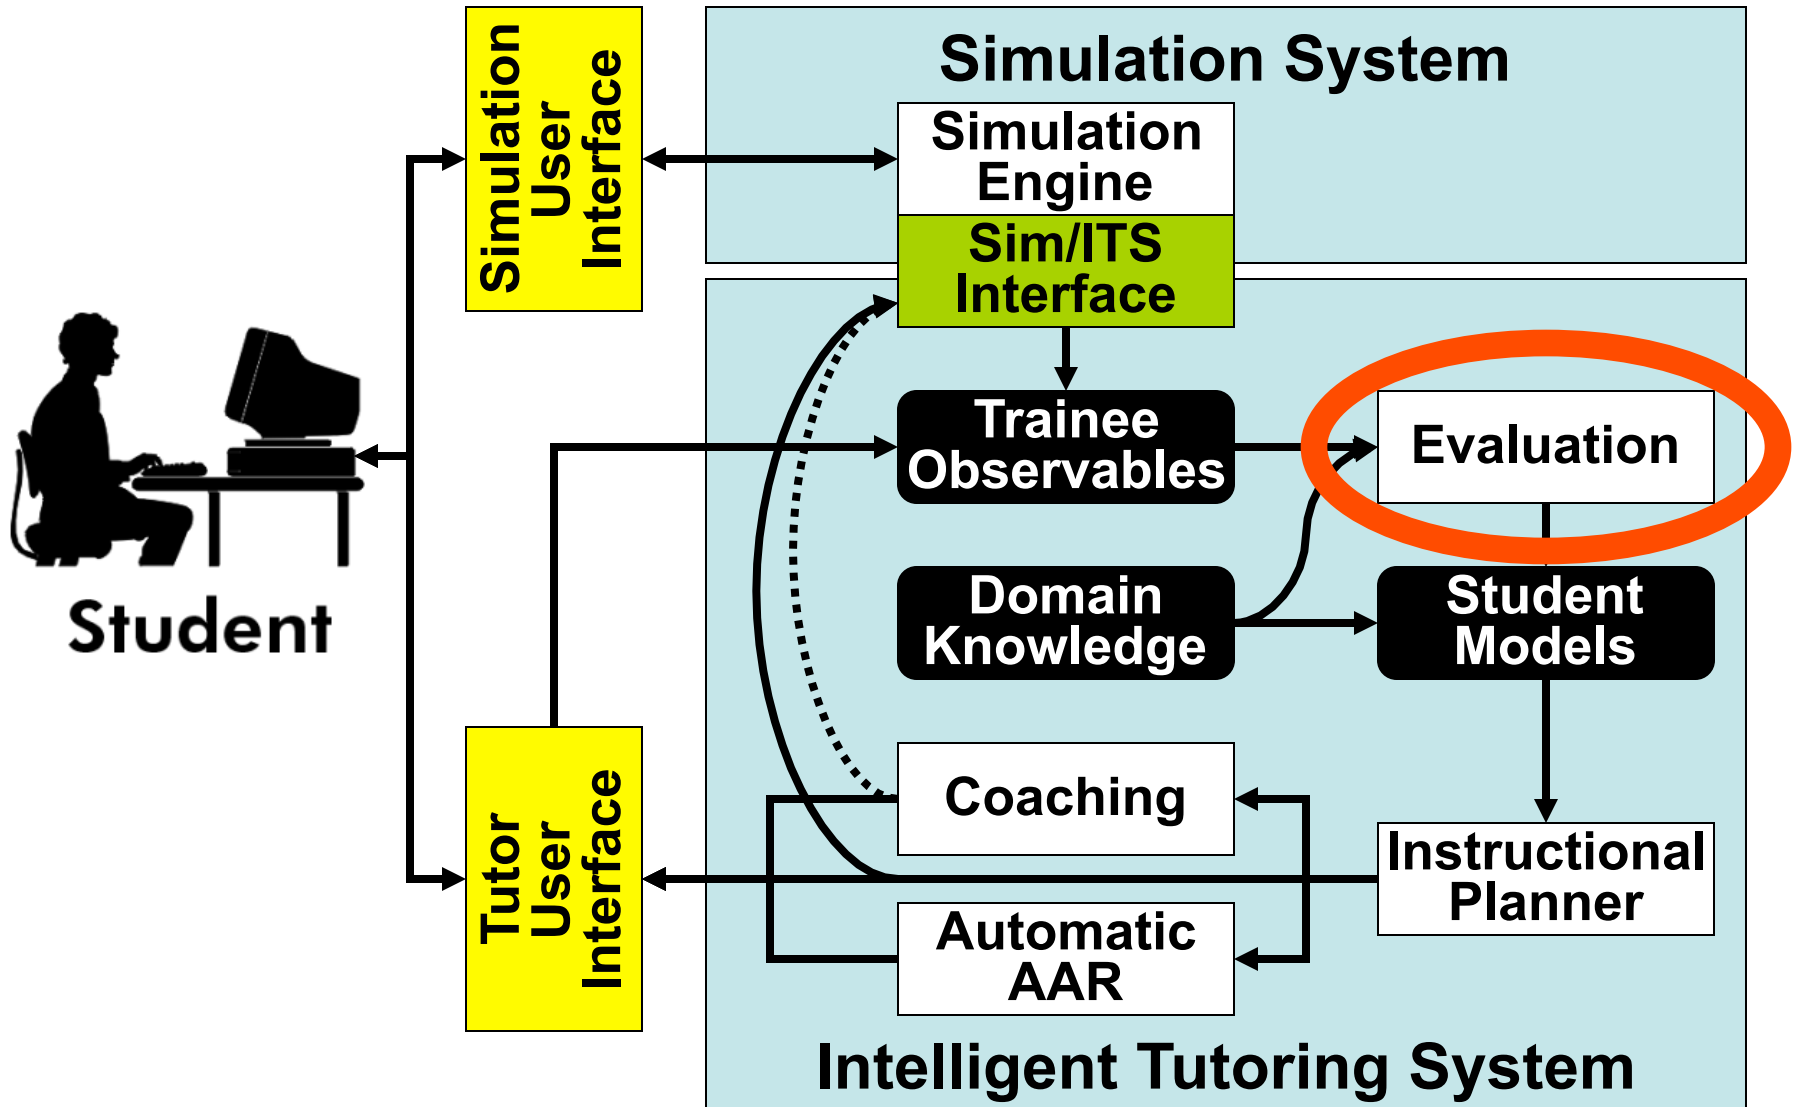 Simulation
User
Interface
Simulation System
Simulation
Engine
Sim/ITS
Interface
Trainee
Observables
Evaluation
Student
Domain
Knowledge
Student
Models
Tutor
User
Interface
Coaching
Instructional
Planner
Automatic
AAR
Intelligent Tutoring System